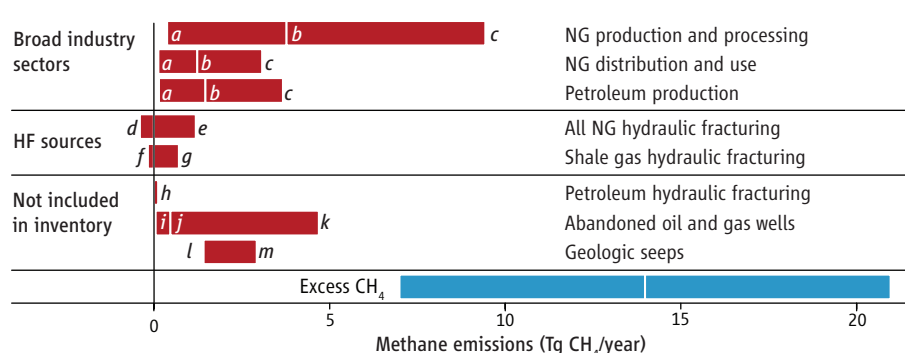 Broad industry
sectors
a b c NG production and processing
a b c NG distribution and use
a b c Petroleum production
HF sources
d e All NG hydraulic fracturing
f g Shale gas hydraulic fracturing
Not included
in inventory
h Petroleum hydraulic fracturing
i j k Abandoned oil and gas wells
l m Geologic seeps
Excess CH₄
0 5 10 15 20
Methane emissions (Tg CH₄/year)